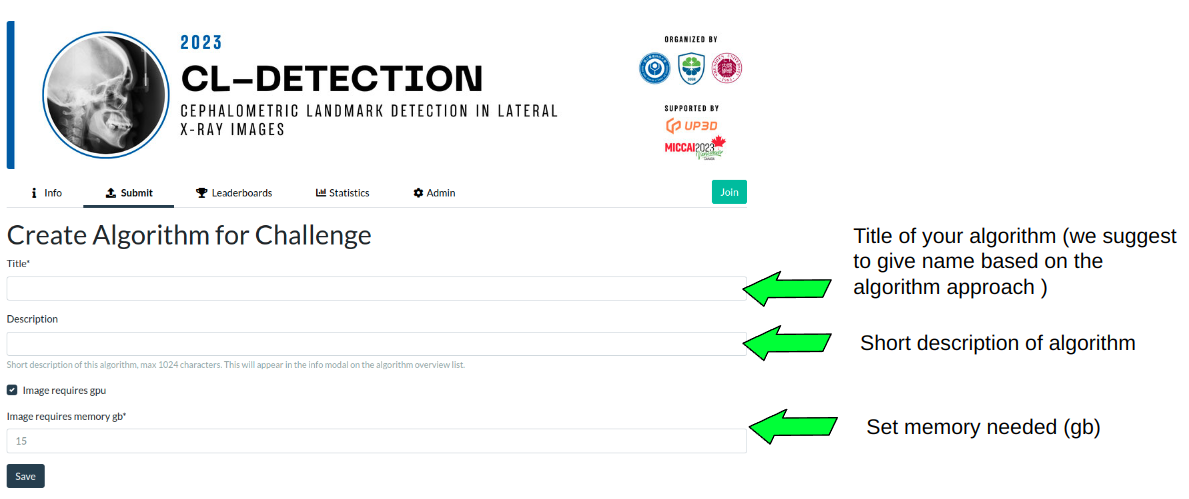 2023
CL-DETECTION
CEPHALOMETRIC LANDMARK DETECTION IN LATERAL
X-RAY IMAGES
ORGANIZED BY
SUPPORTED BY
UP3D
MICCAI2023
Info
Submit
Leaderboards
Statistics
Admin
Join
Create Algorithm for Challenge
Title*
Title of your algorithm (we suggest
to give name based on the
algorithm approach )
Description
Short description of algorithm
Short description of this algorithm, max 1024 characters. This will appear in the info modal on the algorithm overview list.
Image requires gpu
Image requires memory gb*
Set memory needed (gb)
15
Save